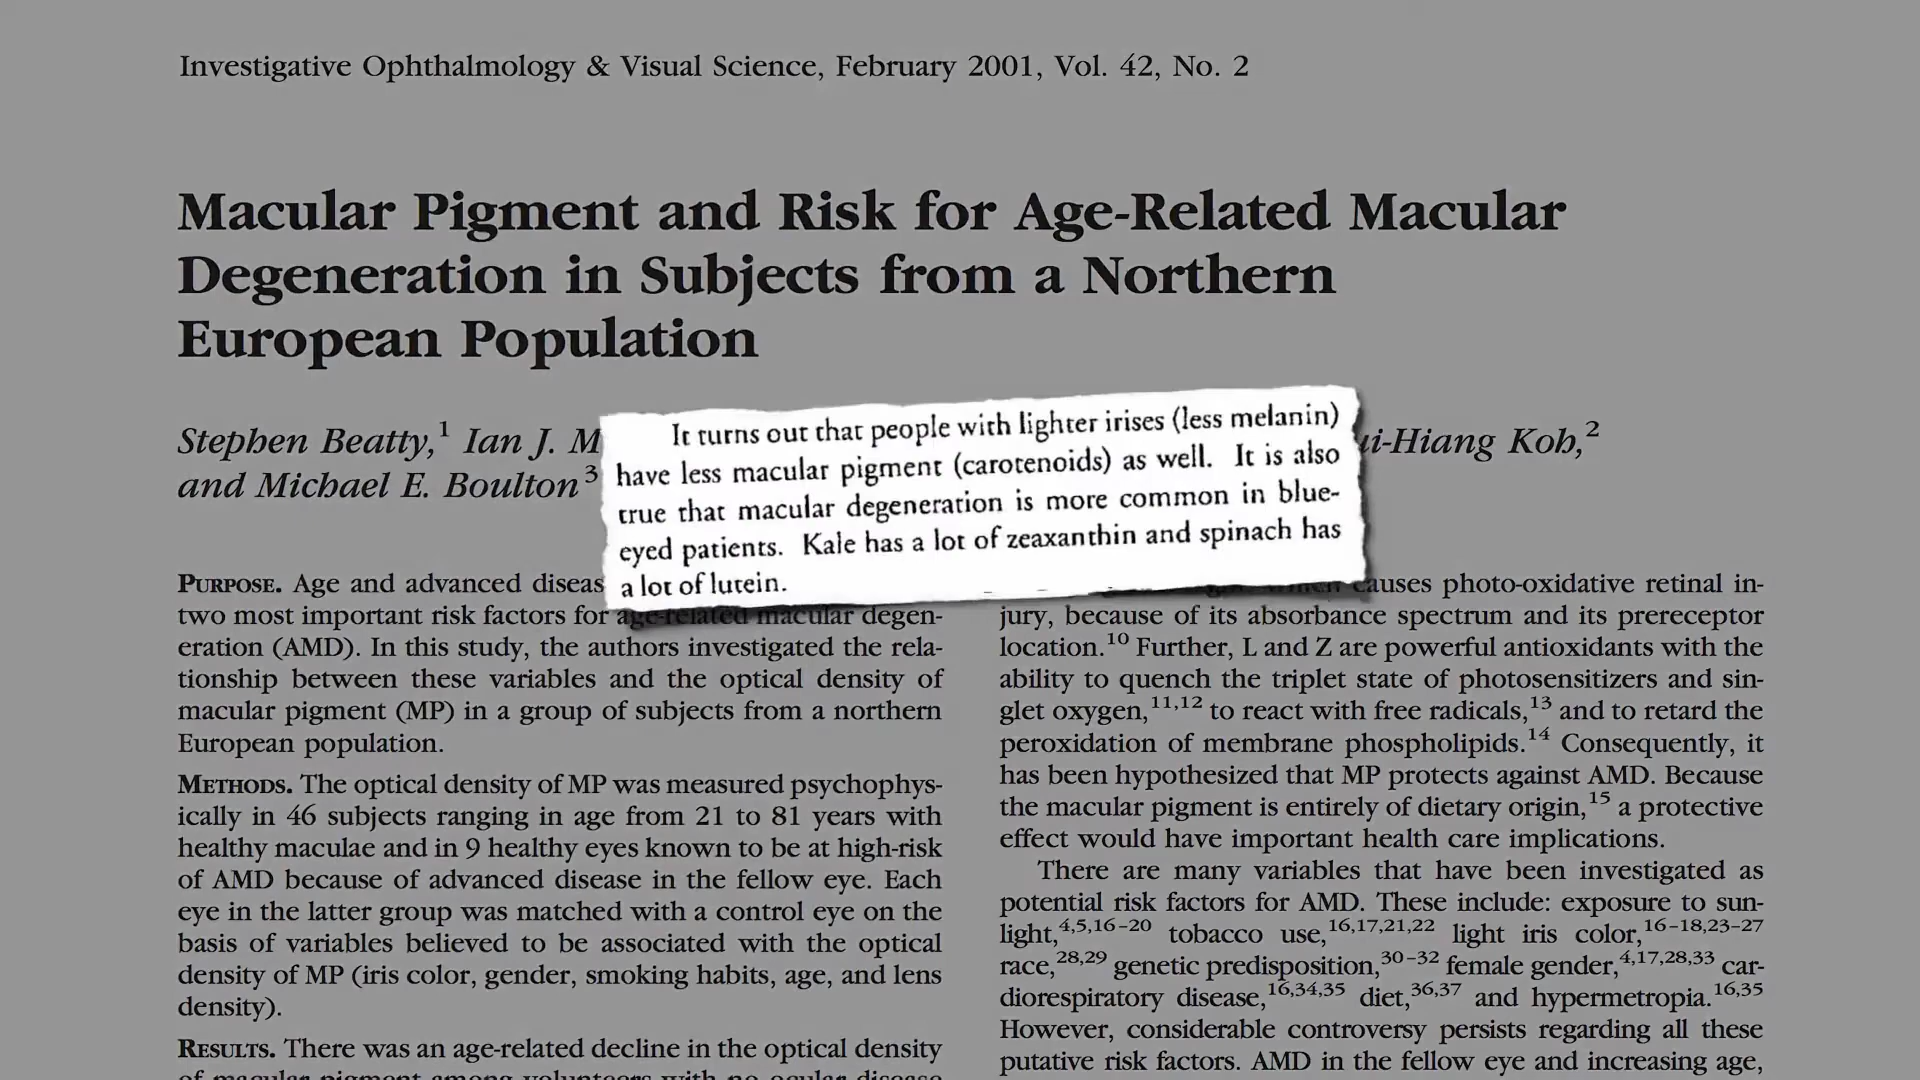 Investigative Ophthalmology & Visual Science, February 2001, Vol. 42, No. 2
Macular Pigment and Risk for Age-Related Macular
Degeneration in Subjects from a Northern
European Population
Stephen Beatty,¹ Ian J. M
ui-Hiang Koh,²
and Michael E. Boulton³
It turns out that people with lighter irises (less melanin)
have less macular pigment (carotenoids) as well. It is also
true that macular degeneration is more common in blue-
eyed patients. Kale has a lot of zeaxanthin and spinach has
a lot of lutein.
PURPOSE. Age and advanced diseas
two most important risk factors for age-related macular degen-
eration (AMD). In this study, the authors investigated the rela-
tionship between these variables and the optical density of
macular pigment (MP) in a group of subjects from a northern
European population.
METHODS. The optical density of MP was measured psychophys-
ically in 46 subjects ranging in age from 21 to 81 years with
healthy maculae and in 9 healthy eyes known to be at high-risk
of AMD because of advanced disease in the fellow eye. Each
eye in the latter group was matched with a control eye on the
basis of variables believed to be associated with the optical
density of MP (iris color, gender, smoking habits, age, and lens
density).
RESULTS. There was an age-related decline in the optical density
of macular pigment among volunteers with no ocular disease
which causes photo-oxidative retinal in-
jury, because of its absorbance spectrum and its prereceptor
location.¹⁰ Further, L and Z are powerful antioxidants with the
ability to quench the triplet state of photosensitizers and sin-
glet oxygen,¹¹,¹² to react with free radicals,¹³ and to retard the
peroxidation of membrane phospholipids.¹⁴ Consequently, it
has been hypothesized that MP protects against AMD. Because
the macular pigment is entirely of dietary origin,¹⁵ a protective
effect would have important health care implications.
There are many variables that have been investigated as
potential risk factors for AMD. These include: exposure to sun-
light,⁴,⁵,¹⁶⁻²⁰ tobacco use,¹⁶,¹⁷,²¹,²² light iris color,¹⁶⁻¹⁸,²³⁻²⁷
race,²⁸,²⁹ genetic predisposition,³⁰⁻³² female gender,⁴,¹⁷,²⁸,³³ car-
diorespiratory disease,¹⁶,³⁴,³⁵ diet,³⁶,³⁷ and hypermetropia.¹⁶,³⁵
However, considerable controversy persists regarding all these
putative risk factors. AMD in the fellow eye and increasing age,